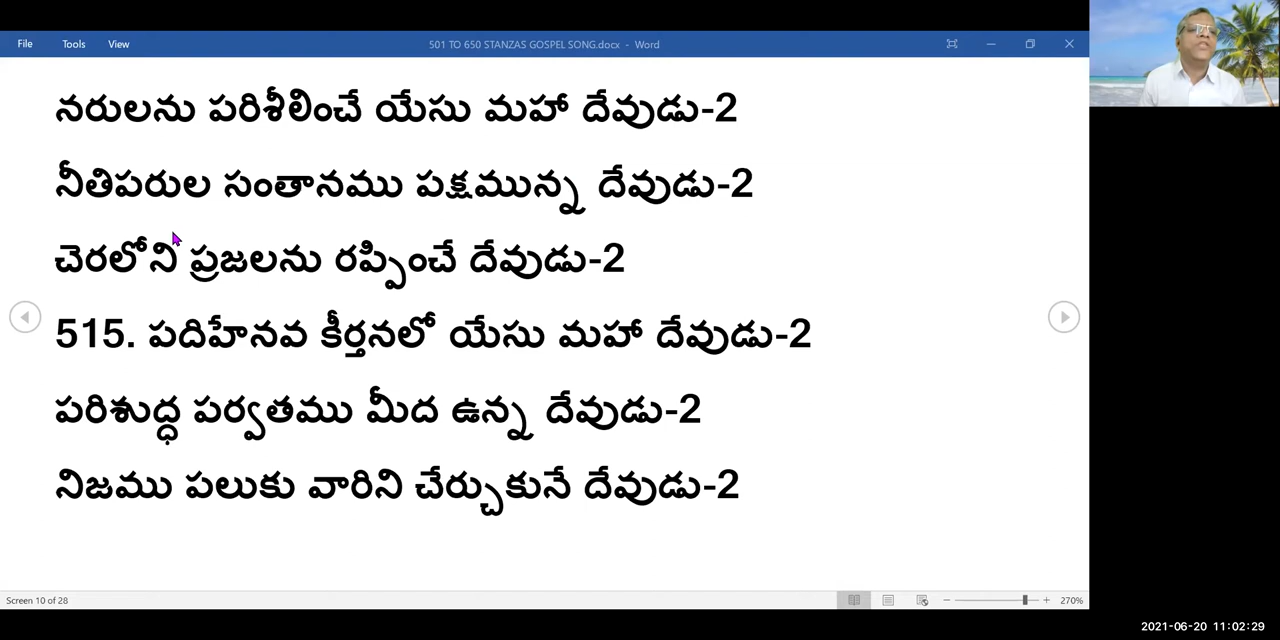 File Tools View 501 TO 650 STANZAS GOSPEL SONG.docx - Word
నరులను పరిశీలించే యేసు మహా దేవుడు-2
నీతిపరుల సంతానము పక్షమున్న దేవుడు-2
చెరలోని ప్రజలను రప్పించే దేవుడు-2
515. పదిహేనవ కీర్తనలో యేసు మహా దేవుడు-2
పరిశుద్ధ పర్వతము మీద ఉన్న దేవుడు-2
నిజము పలుకు వారిని చేర్చుకునే దేవుడు-2
Screen 10 of 28 270%
2021-06-20 11:02:29